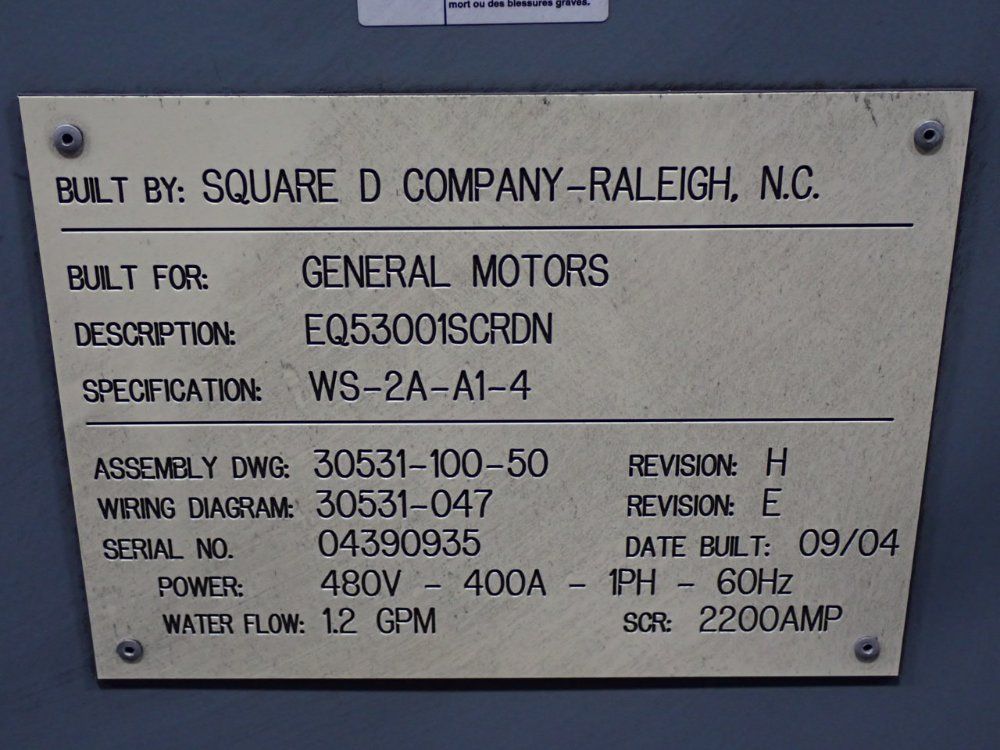 mort ou des blessures graves.
BUILT BY: SQUARE D COMPANY-RALEIGH, N.C.
BUILT FOR: GENERAL MOTORS
DESCRIPTION: EQ53001SCRDN
SPECIFICATION: WS-2A-A1-4
ASSEMBLY DWG: 30531-100-50 REVISION: H
WIRING DIAGRAM: 30531-047 REVISION: E
SERIAL NO. 04390935 DATE BUILT: 09/04
POWER: 480V - 400A - 1PH - 60Hz
WATER FLOW: 1.2 GPM SCR: 2200AMP